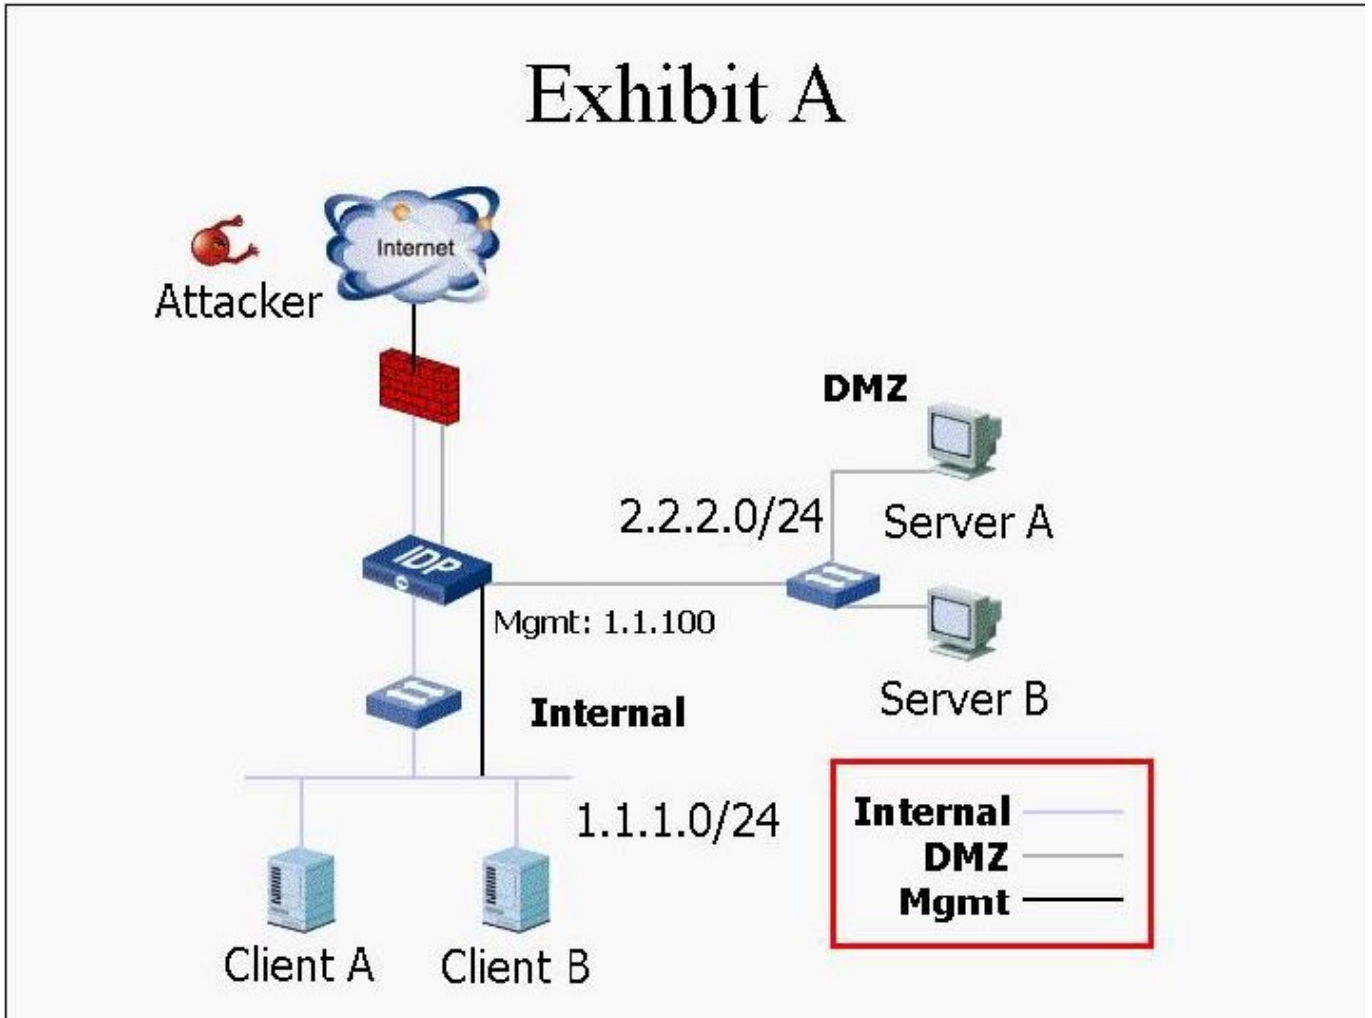 Exhibit A
Internet
Attacker
DMZ
2.2.2.0/24
Server A
IDP
Mgmt: 1.1.100
Server B
Internal
1.1.1.0/24
Internal
DMZ
Mgmt
Client A
Client B